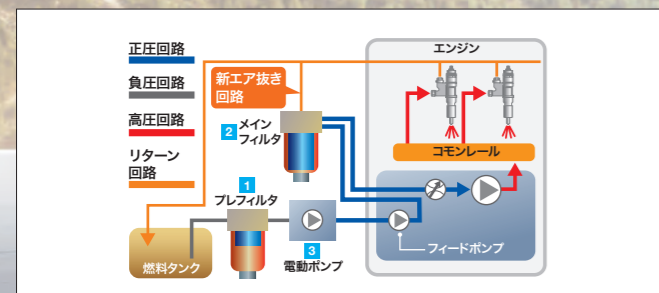 正圧回路
負圧回路
高圧回路
リターン
回路
新エア抜き
回路
エンジン
2 メイン
フィルタ
コモンレール
1
プレフィルタ
3
電動ポンプ
フィードポンプ
燃料タンク